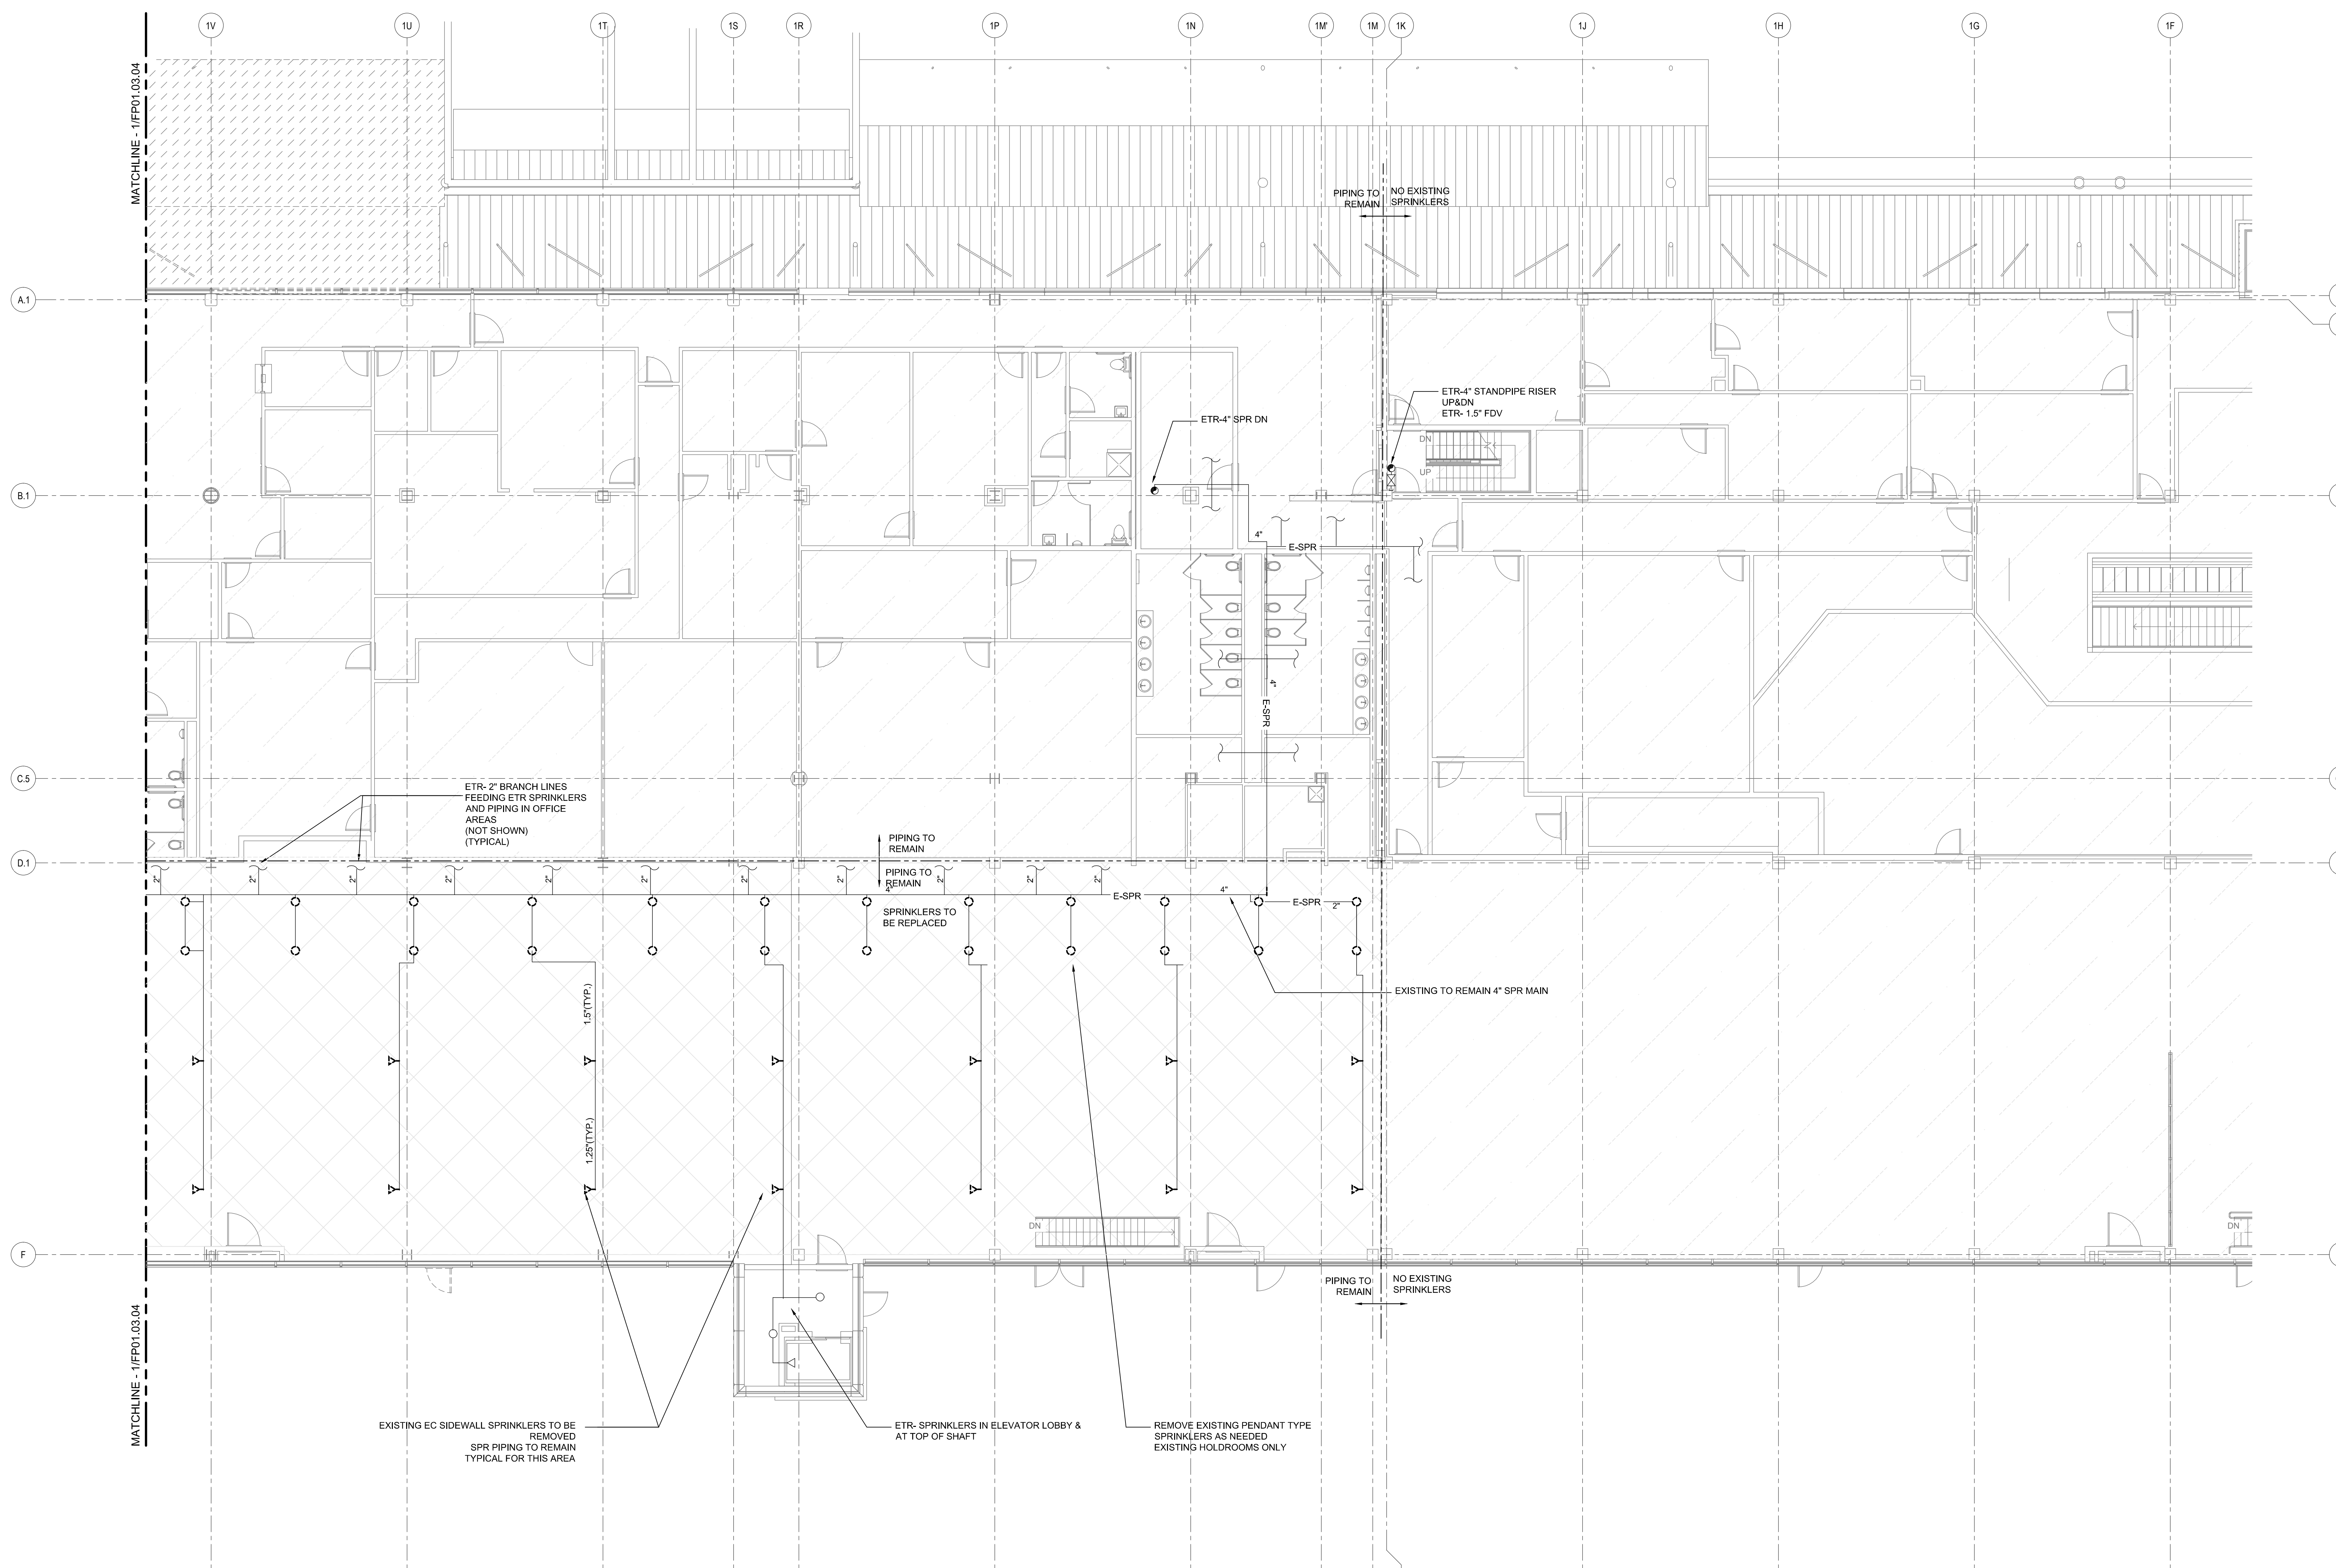 1V
1U
1T
1S
1R
1P
1N
1M'
1M
1K
1J
1H
1G
1F
MATCHLINE - 1/FP01.03.04
PIPING TO
REMAIN
NO EXISTING
SPRINKLERS
A.1
ETR-4" STANDPIPE RISER
UP&DN
ETR- 1.5" FDV
ETR-4" SPR DN
DN
UP
B.1
4"
E-SPR
4"
E-SPR
C.5
ETR- 2" BRANCH LINES
FEEDING ETR SPRINKLERS
AND PIPING IN OFFICE
AREAS
(NOT SHOWN)
(TYPICAL)
PIPING TO
REMAIN
D.1
PIPING TO
REMAIN
2"
2"
2"
2"
2"
2"
2"
2"
2"
2"
2"
4"
E-SPR
4"
E-SPR
2"
SPRINKLERS TO
BE REPLACED
EXISTING TO REMAIN 4" SPR MAIN
1.5"(TYP.)
1.25"(TYP.)
DN
DN
F
PIPING TO
REMAIN
NO EXISTING
SPRINKLERS
MATCHLINE - 1/FP01.03.04
EXISTING EC SIDEWALL SPRINKLERS TO BE
REMOVED
SPR PIPING TO REMAIN
TYPICAL FOR THIS AREA
ETR- SPRINKLERS IN ELEVATOR LOBBY &
AT TOP OF SHAFT
REMOVE EXISTING PENDANT TYPE
SPRINKLERS AS NEEDED
EXISTING HOLDROOMS ONLY